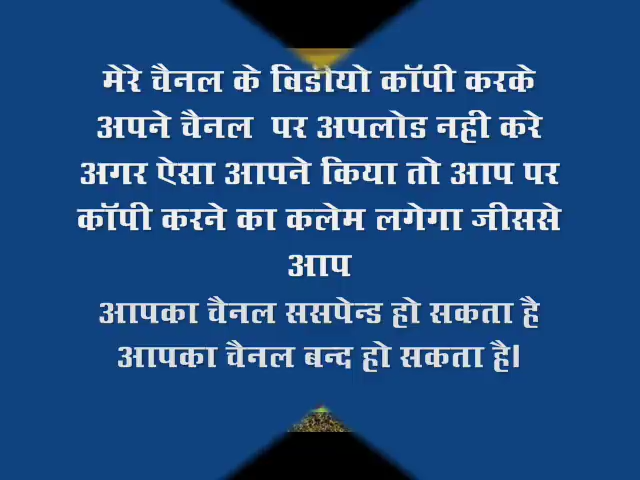 मेरे चैनल के विडीयो कॉपी करके
अपने चैनल पर अपलोड नही करे
अगर ऐसा आपने किया तो आप पर
कॉपी करने का कलेम लगेगा जीससे
आप
आपका चैनल ससपेन्ड हो सकता है
आपका चैनल बन्द हो सकता है।